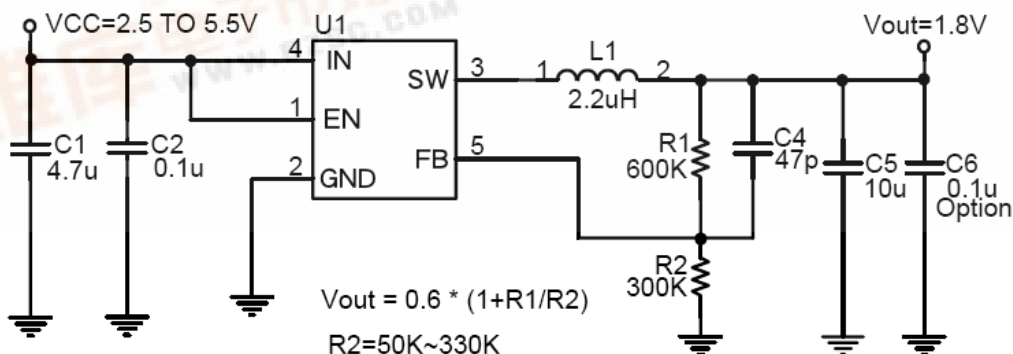 VCC=2.5 TO 5.5V
U1
Vout=1.8V
4
IN
1
EN
2
GND
SW
3
FB
5
1
L1
2
2.2uH
C1
4.7u
C2
0.1u
R1
600K
C4
47p
C5
10u
C6
0.1u
Option
R2
300K
Vout = 0.6 * (1+R1/R2)
R2=50K~330K